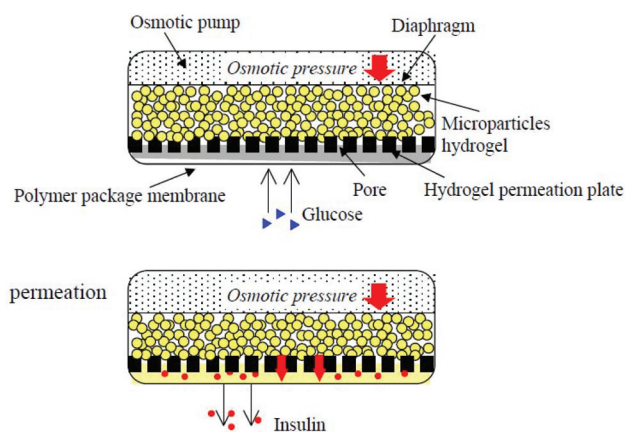 Osmotic pump
Diaphragm
Osmotic pressure
Microparticles
hydrogel
Polymer package membrane
Pore
Hydrogel permeation plate
Glucose
permeation
Osmotic pressure
Insulin